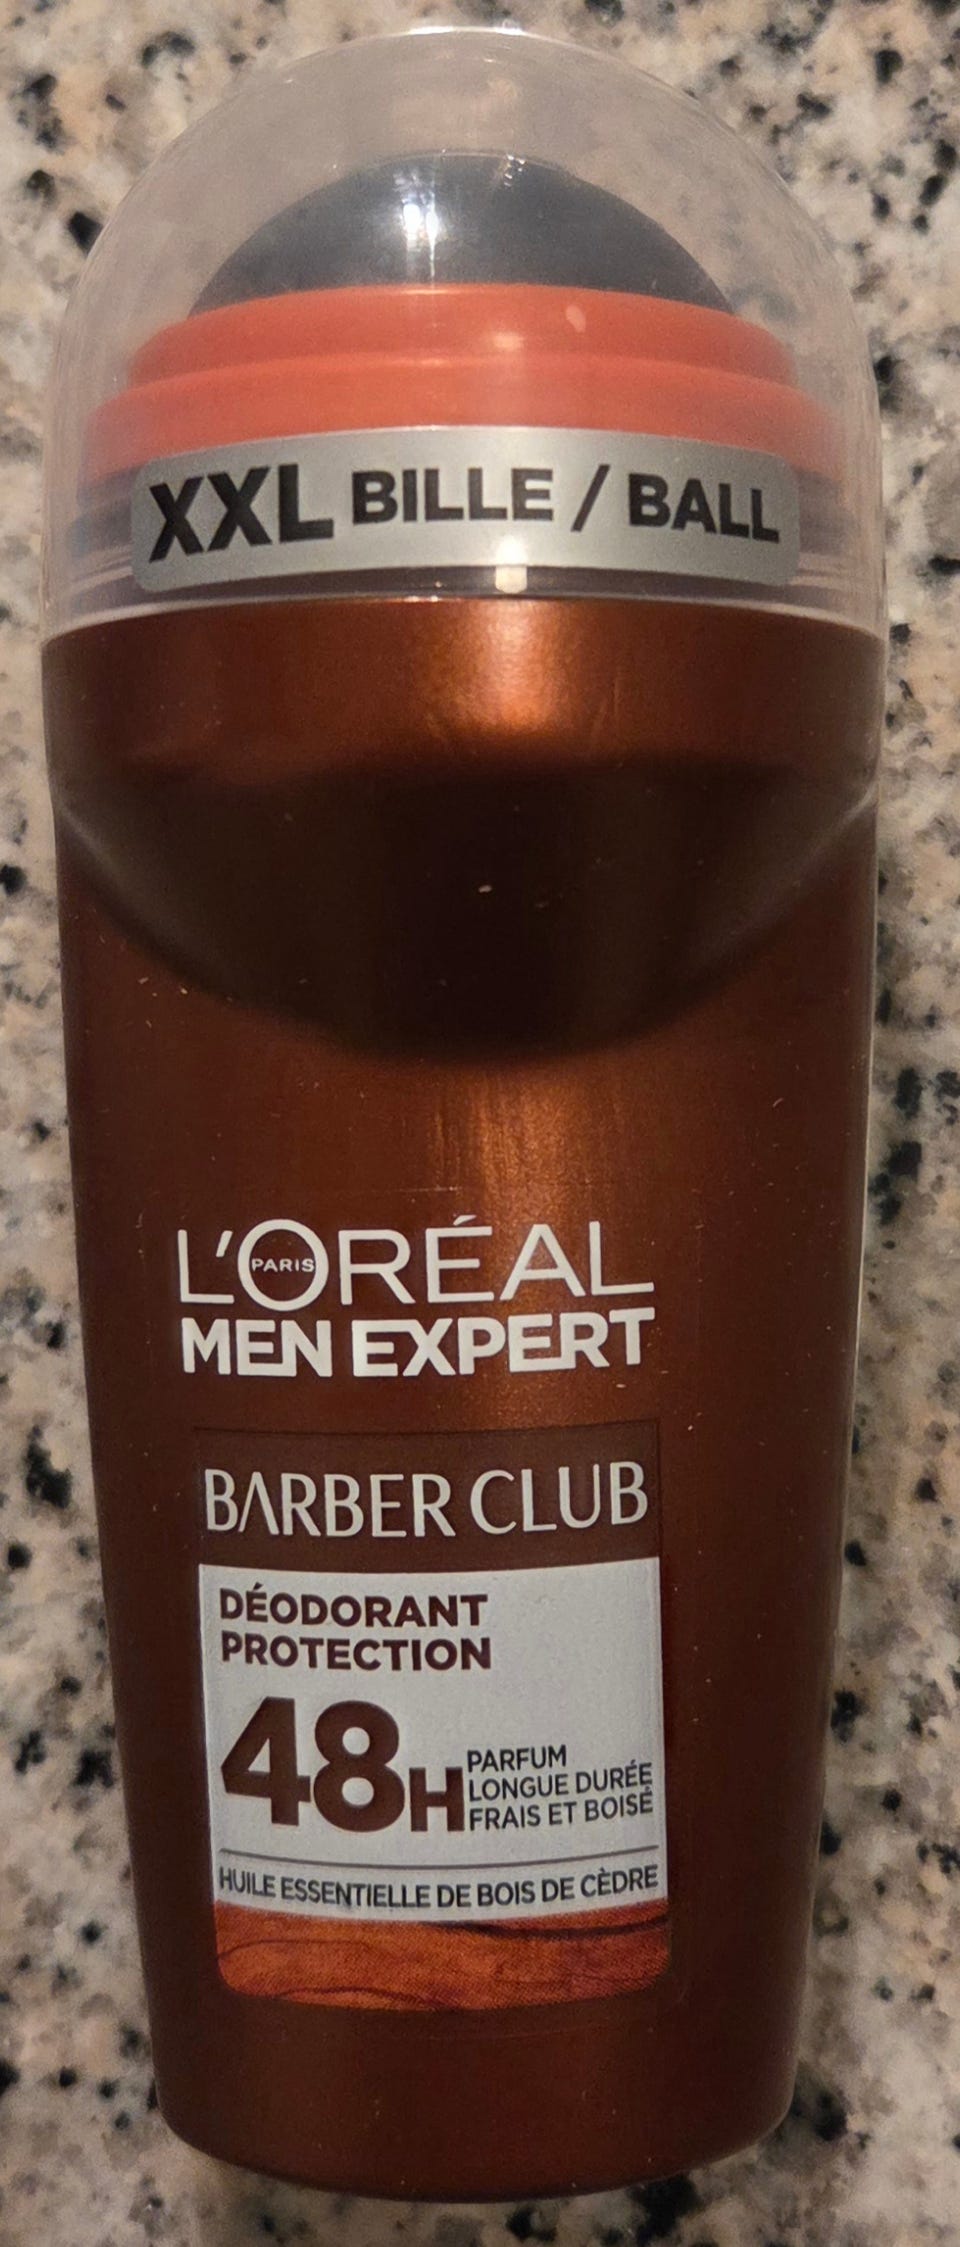 XXL BILLE / BALL
L'ORÉAL
PARIS
MEN EXPERT
BARBER CLUB
DÉODORANT
PROTECTION
48H
PARFUM
LONGUE DURÉE
FRAIS ET BOISÉ
HUILE ESSENTIELLE DE BOIS DE CÈDRE